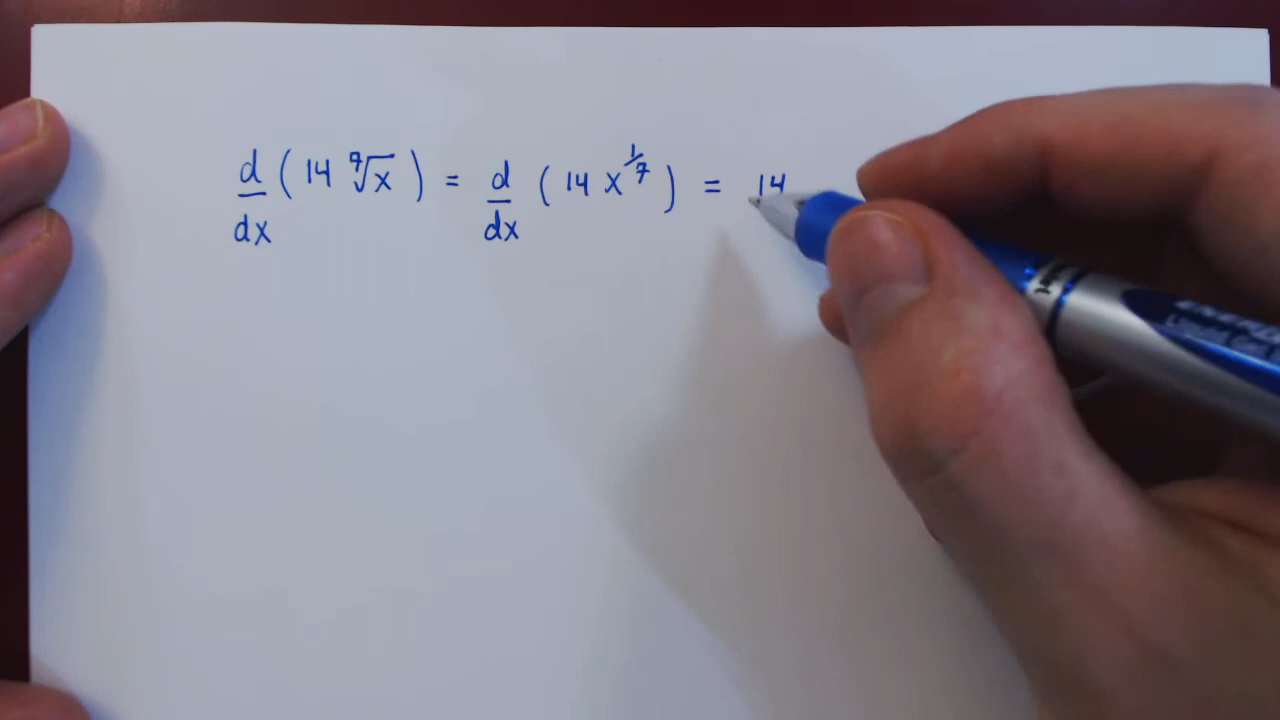 d/dx ( 14 ⁷√x ) = d/dx ( 14 x^1/7 ) = 14